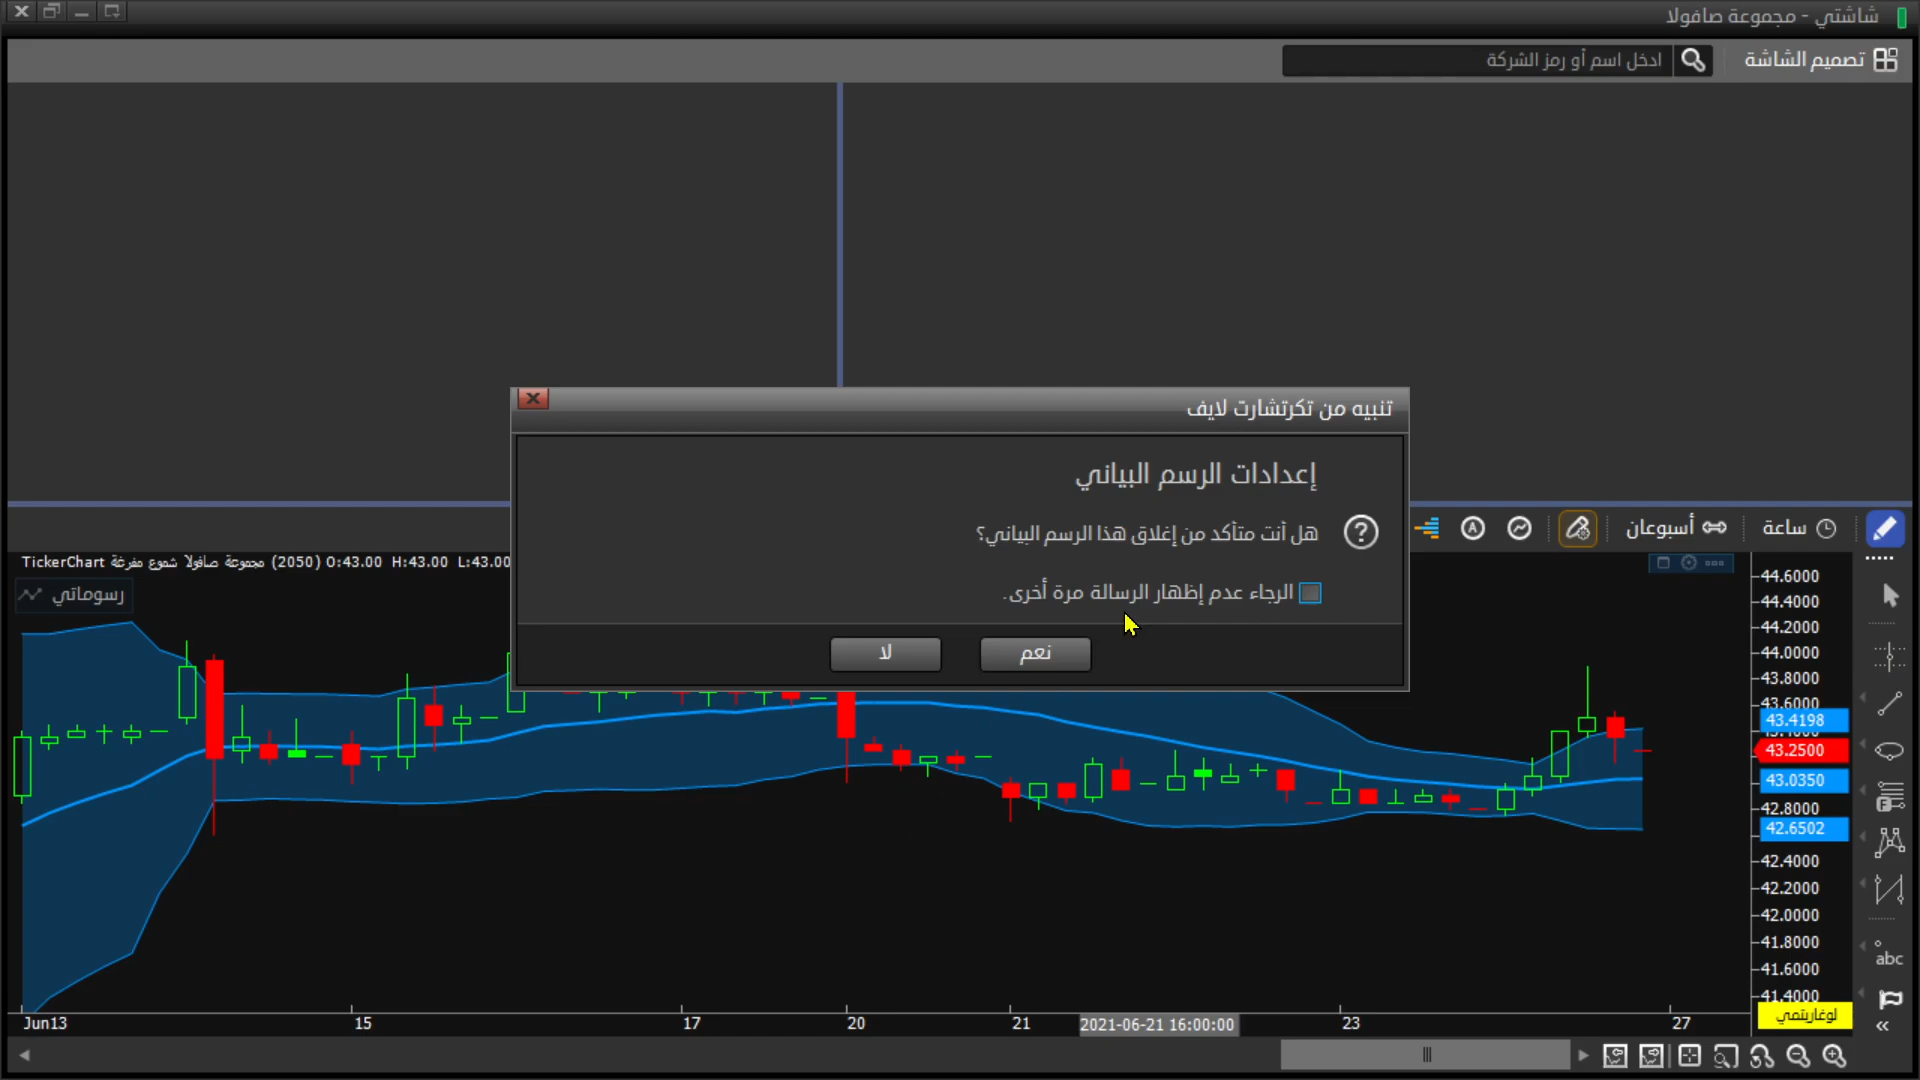 شاشتي - مجموعة صافولا
تصميم الشاشة
ادخل اسم أو رمز الشركة
تنبيه من تكرتشارت لايف
إعدادات الرسم البياني
هل أنت متأكد من إغلاق هذا الرسم البياني؟
الرجاء عدم إظهار الرسالة مرة أخرى.
نعم
لا
ساعة
أسبوعان
TickerChart مجموعة صافولا شموع مفرغة (2050) O:43.00 H:43.00 L:43.00
رسوماتي
44.6000
44.4000
44.2000
44.0000
43.8000
43.6000
43.4198
43.2500
43.0350
42.8000
42.6502
42.4000
42.2000
42.0000
41.8000
41.6000
41.4000
لوغاريتمي
abc
Jun13
15
17
20
21
2021-06-21 16:00:00
23
27